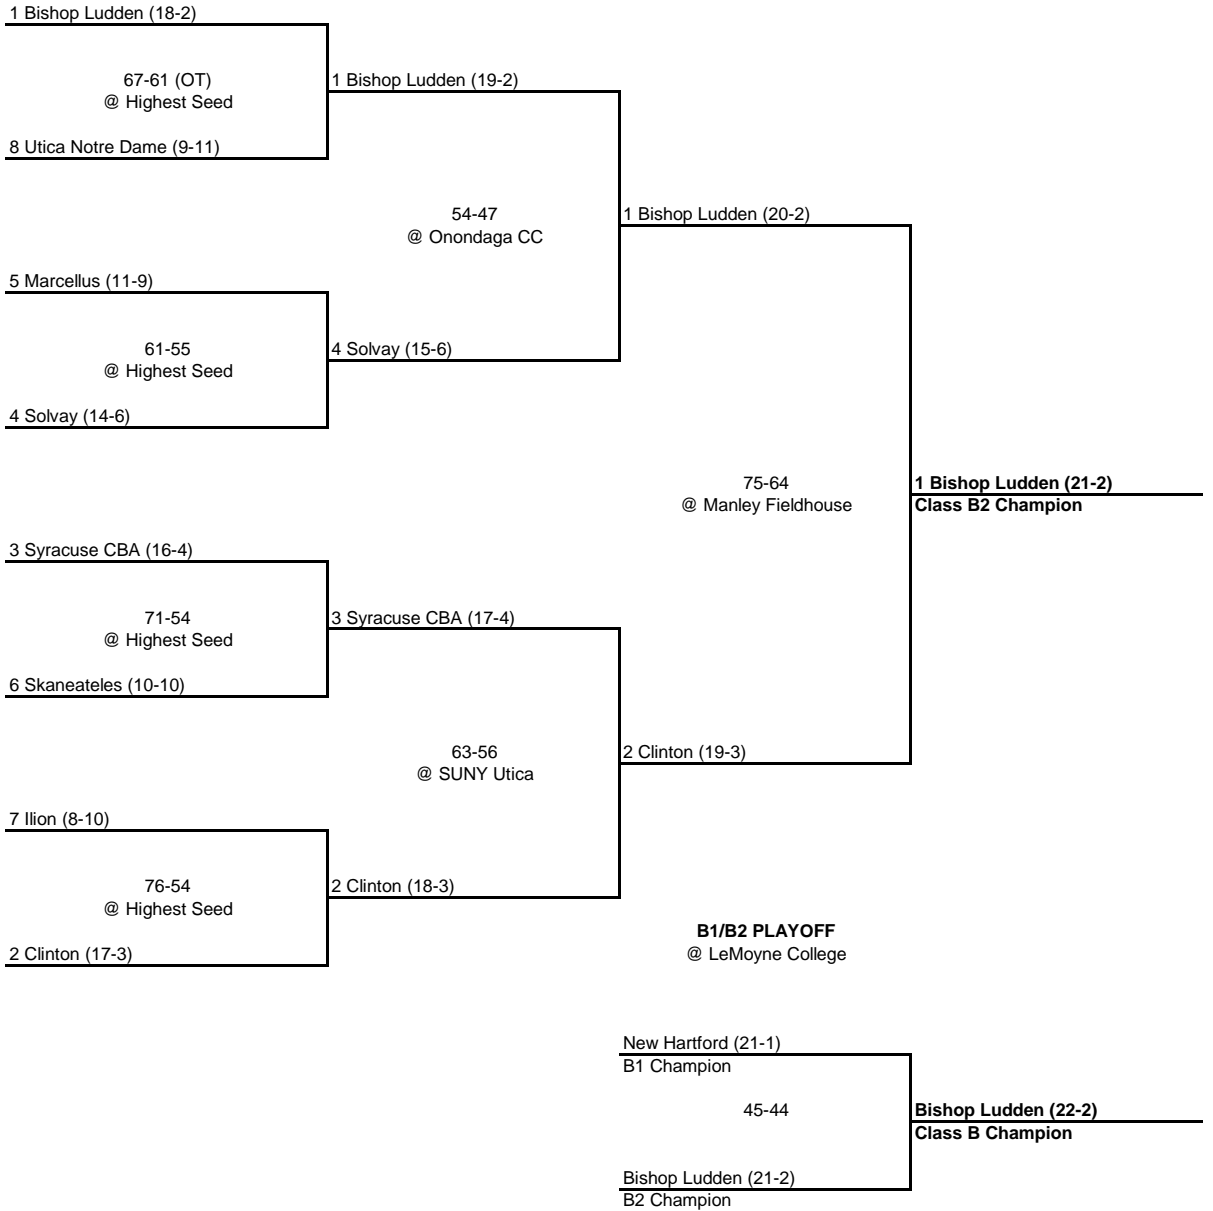 1 Bishop Ludden (18-2)
67-61 (OT)
@ Highest Seed
1 Bishop Ludden (19-2)
8 Utica Notre Dame (9-11)
54-47
@ Onondaga CC
1 Bishop Ludden (20-2)
5 Marcellus (11-9)
61-55
@ Highest Seed
4 Solvay (15-6)
4 Solvay (14-6)
75-64
@ Manley Fieldhouse
1 Bishop Ludden (21-2)
Class B2 Champion
3 Syracuse CBA (16-4)
71-54
@ Highest Seed
3 Syracuse CBA (17-4)
6 Skaneateles (10-10)
63-56
@ SUNY Utica
2 Clinton (19-3)
7 Ilion (8-10)
76-54
@ Highest Seed
2 Clinton (18-3)
2 Clinton (17-3)
B1/B2 PLAYOFF
@ LeMoyne College
New Hartford (21-1)
B1 Champion
45-44
Bishop Ludden (22-2)
Class B Champion
Bishop Ludden (21-2)
B2 Champion